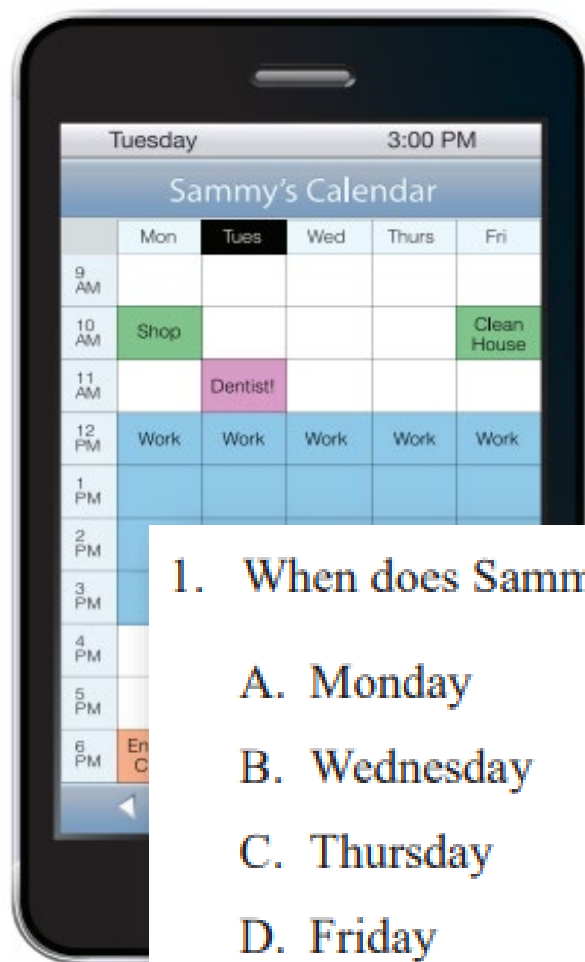 Tuesday 3:00 PM
Sammy's Calendar
Mon Tues Wed Thurs Fri
9 AM
10 AM Shop Clean House
11 AM Dentist!
12 PM Work Work Work Work Work
1 PM
2 PM
3 PM
4 PM
5 PM
6 PM
1. When does
A. Monday
B. Wednesday
C. Thursday
D. Friday